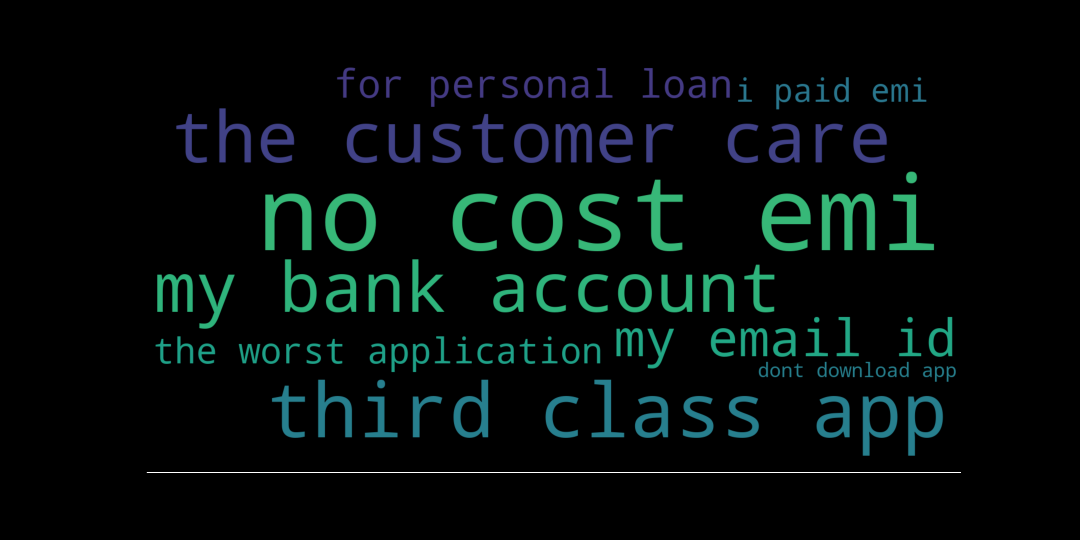 for personal loan
i paid emi
the customer care
no cost emi
my bank account
my email id
the worst application
dont download app
third class app